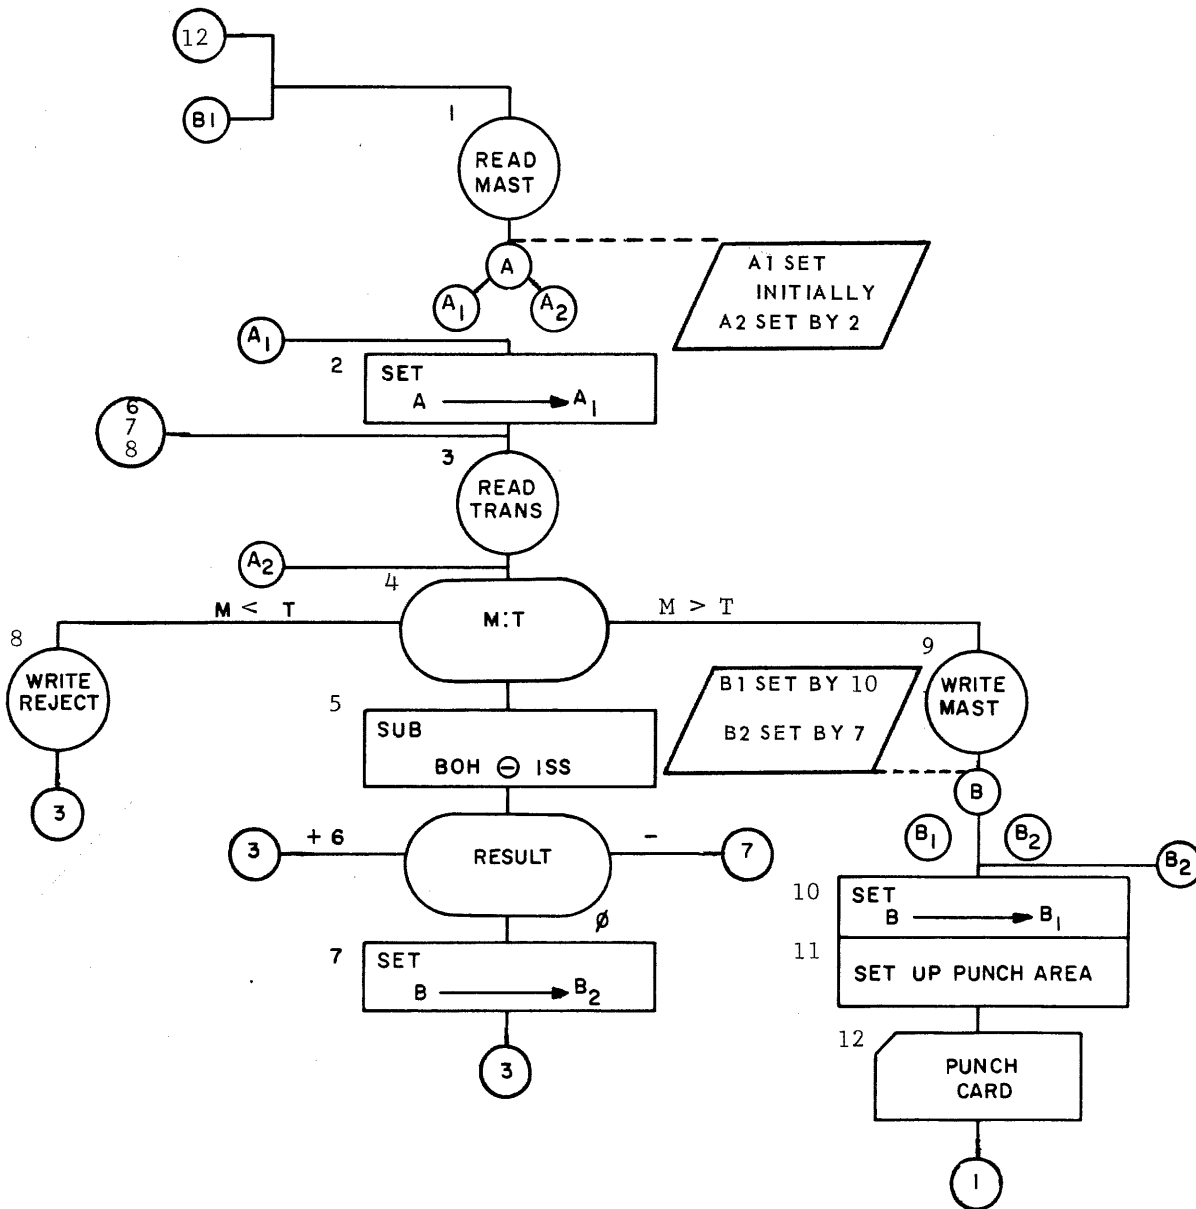 12
B1
1
READ
MAST
A
A1 A2
A1 SET
INITIALLY
A2 SET BY 2
A1
2
SET
A A1
6
7
8
3
READ
TRANS
A2
4
M < T
M:T
M > T
8
WRITE
REJECT
3
5
SUB
BOH ⊖ ISS
B1 SET BY 10
B2 SET BY 7
9
WRITE
MAST
B
B1 B2
B2
3
+ 6
RESULT
-
7
Ø
7
SET
B B2
3
10
SET
B B1
11
SET UP PUNCH AREA
12
PUNCH
CARD
1